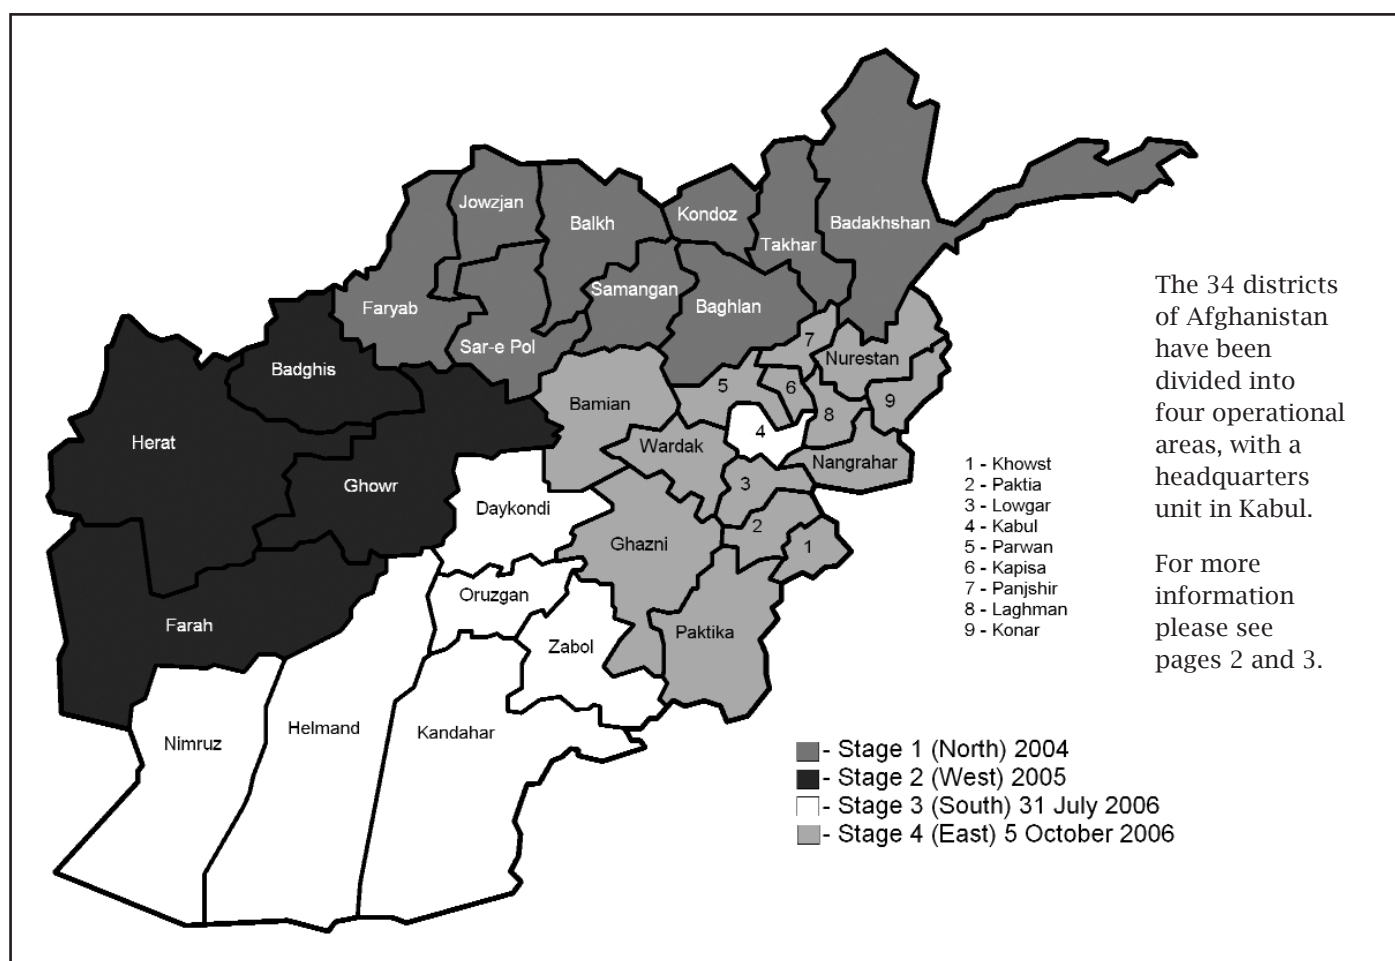 Jowzjan
Balkh
Kondoz
Takhar
Badakhshan
Faryab
Samangan
Baghlan
Sar-e Pol
Badghis
7
Nurestan
Herat
Bamian
5
6
9
8
4
Wardak
Nangrahar
Ghowr
Daykondi
3
2
1
Ghazni
Oruzgan
Farah
Zabol
Paktika
Nimruz
Helmand
Kandahar
1 - Khowst
2 - Paktia
3 - Lowgar
4 - Kabul
5 - Parwan
6 - Kapisa
7 - Panjshir
8 - Laghman
9 - Konar
The 34 districts
of Afghanistan
have been
divided into
four operational
areas, with a
headquarters
unit in Kabul.
For more
information
please see
pages 2 and 3.
- Stage 1 (North) 2004
- Stage 2 (West) 2005
- Stage 3 (South) 31 July 2006
- Stage 4 (East) 5 October 2006